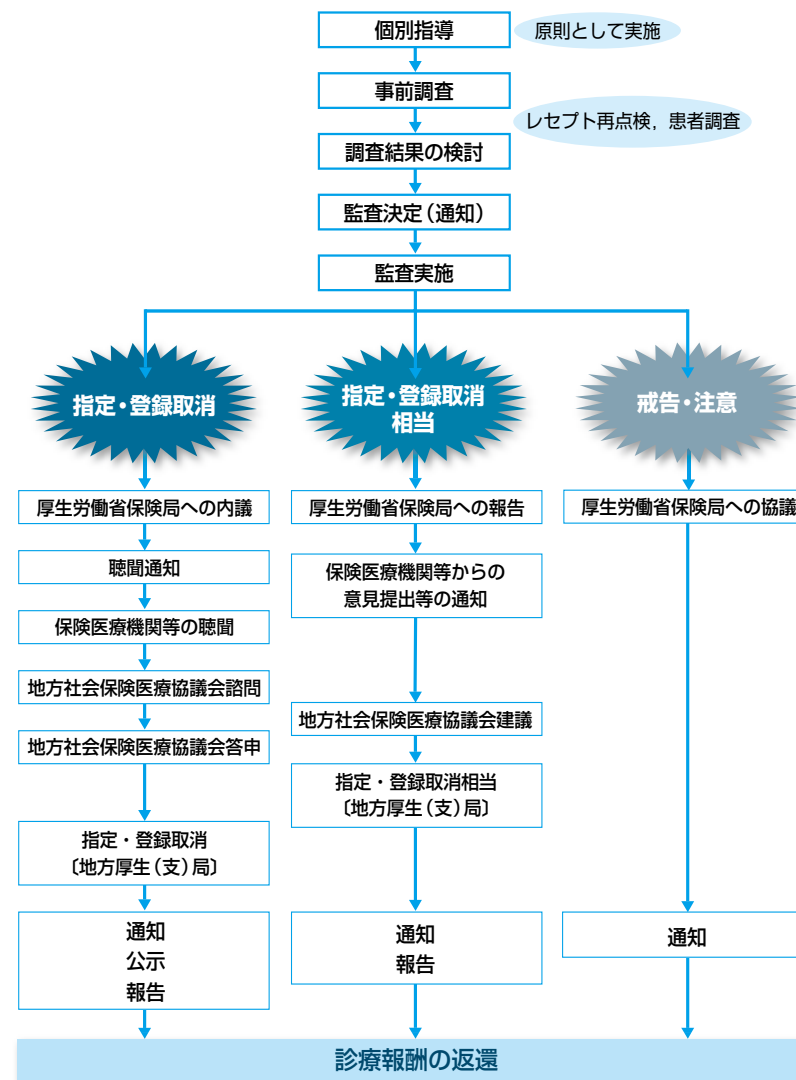 個別指導
原則として実施
事前調査
レセプト再点検，患者調査
調査結果の検討
監査決定（通知）
監査実施
指定・登録取消
厚生労働省保険局への内議
聴聞通知
保険医療機関等の聴聞
地方社会保険医療協議会諮問
地方社会保険医療協議会答申
指定・登録取消
〔地方厚生（支）局〕
通知
公示
報告
指定・登録取消
相当
厚生労働省保険局への報告
保険医療機関等からの
意見提出等の通知
地方社会保険医療協議会建議
指定・登録取消相当
〔地方厚生（支）局〕
通知
報告
戒告・注意
厚生労働省保険局への協議
通知
診療報酬の返還